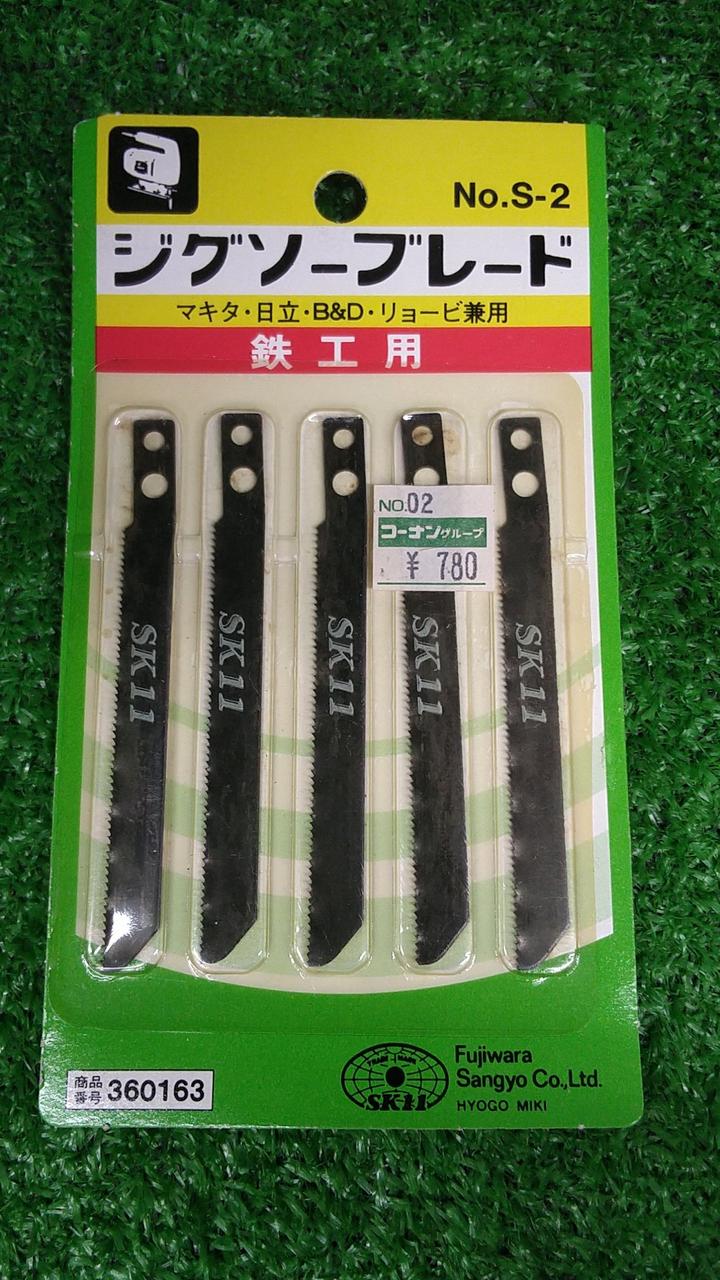 No.S-2
ジグソーブレード
マキタ・日立・B&D・リョービ兼用
鉄工用
NO.02
コーナングループ
¥ 780
SK11 SK11 SK11 SK11 SK11
商品番号 360163
TRADE MARK
SK11
Fujiwara
Sangyo Co.,Ltd.
HYOGO MIKI